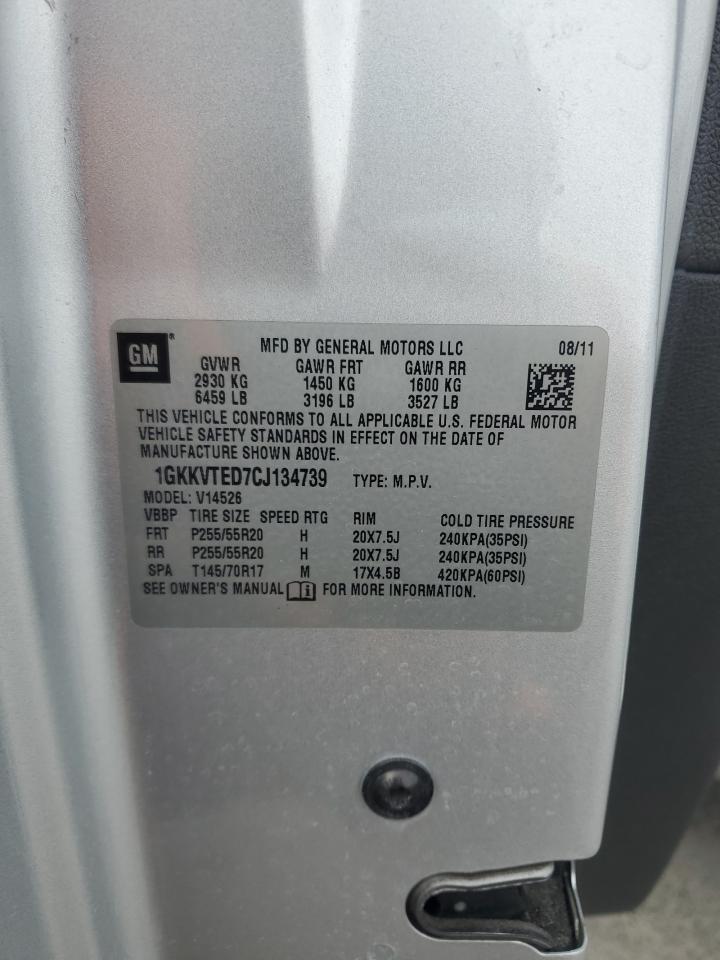 GM®
MFD BY GENERAL MOTORS LLC 08/11
GVWR GAWR FRT GAWR RR
2930 KG 1450 KG 1600 KG
6459 LB 3196 LB 3527 LB
THIS VEHICLE CONFORMS TO ALL APPLICABLE U.S. FEDERAL MOTOR
VEHICLE SAFETY STANDARDS IN EFFECT ON THE DATE OF
MANUFACTURE SHOWN ABOVE.
1GKKVTED7CJ134739 TYPE: M.P.V.
MODEL: V14526
VBBP TIRE SIZE SPEED RTG RIM COLD TIRE PRESSURE
FRT P255/55R20 H 20X7.5J 240KPA(35PSI)
RR P255/55R20 H 20X7.5J 240KPA(35PSI)
SPA T145/70R17 M 17X4.5B 420KPA(60PSI)
SEE OWNER'S MANUAL i FOR MORE INFORMATION.